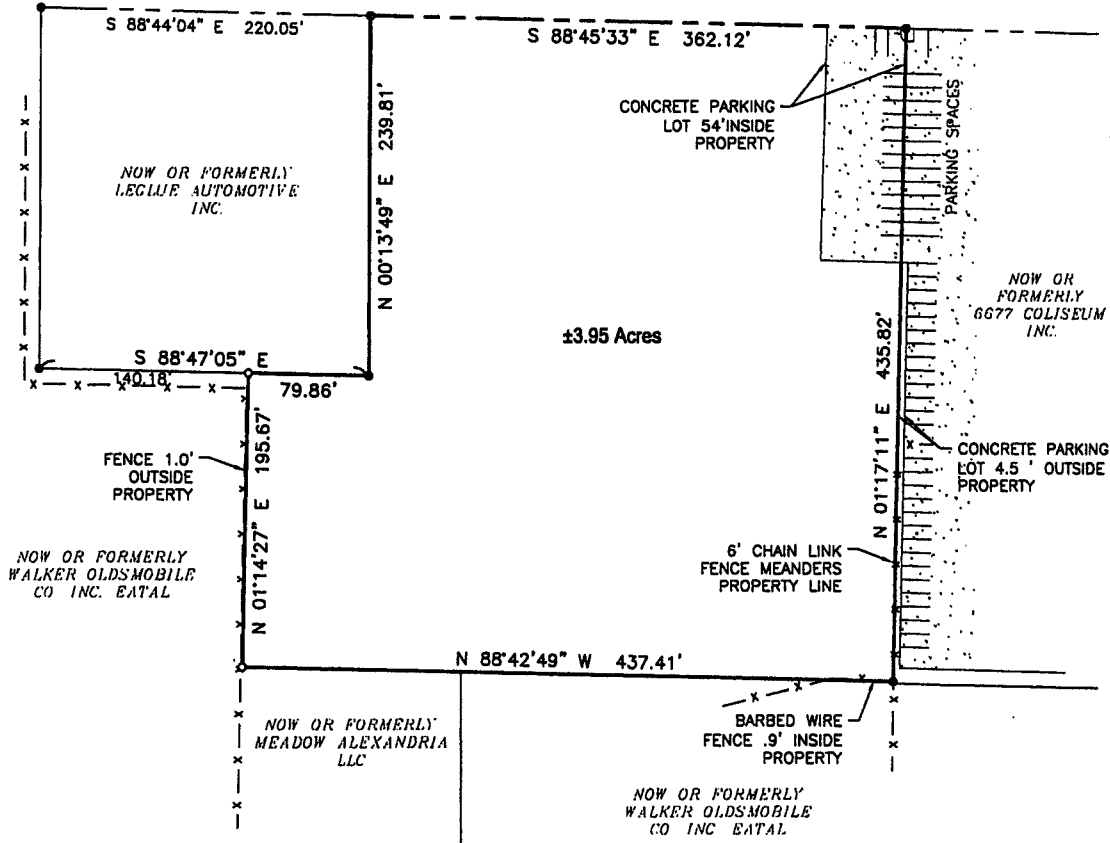 S 88°44'04" E 220.05'
S 88°45'33" E 362.12'
CONCRETE PARKING
LOT 54'INSIDE
PROPERTY
PARKING SPACES
N 00°13'49" E 239.81'
NOW OR FORMERLY
LEGLUE AUTOMOTIVE
INC.
NOW OR
FORMERLY
6677 COLISEUM
INC.
±3.95 Acres
S 88°47'05" E
140.18'
79.86'
N 01°17'11" E 435.82'
FENCE 1.0'
OUTSIDE
PROPERTY
N 01°14'27" E 195.67'
CONCRETE PARKING
LOT 4.5 ' OUTSIDE
PROPERTY
NOW OR FORMERLY
WALKER OLDSMOBILE
CO INC. EATAL
6' CHAIN LINK
FENCE MEANDERS
PROPERTY LINE
N 88°42'49" W 437.41'
NOW OR FORMERLY
MEADOW ALEXANDRIA
LLC
BARBED WIRE
FENCE .9' INSIDE
PROPERTY
NOW OR FORMERLY
WALKER OLDSMOBILE
CO INC EATAL